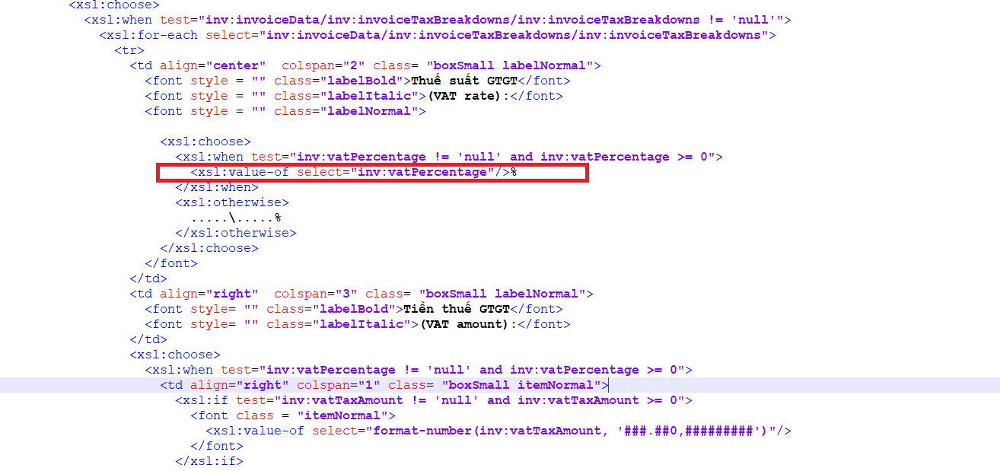 <xsl:choose>
<xsl:when test="inv:invoiceData/inv:invoiceTaxBreakdowns/inv:invoiceTaxBreakdowns != 'null'">
<xsl:for-each select="inv:invoiceData/inv:invoiceTaxBreakdowns/inv:invoiceTaxBreakdowns">
<tr>
<td align="center"  colspan="2" class= "boxSmall labelNormal">
<font style = "" class="labelBold">Thuế suất GTGT</font>
<font style = "" class="labelItalic">(VAT rate):</font>
<font style = "" class="labelNormal">
<xsl:choose>
<xsl:when test="inv:vatPercentage != 'null' and inv:vatPercentage >= 0">
<xsl:value-of select="inv:vatPercentage"/>%
</xsl:when>
<xsl:otherwise>
.....\.....%
</xsl:otherwise>
</xsl:choose>
</font>
</td>
<td align="right"  colspan="3" class= "boxSmall labelNormal">
<font style= "" class="labelBold">Tiền thuế GTGT</font>
<font style= "" class="labelItalic">(VAT amount):</font>
</td>
<xsl:choose>
<xsl:when test="inv:vatPercentage != 'null' and inv:vatPercentage >= 0">
<td align="right" colspan="1" class= "boxSmall itemNormal">
<xsl:if test="inv:vatTaxAmount != 'null' and inv:vatTaxAmount >= 0">
<font class = "itemNormal">
<xsl:value-of select="format-number(inv:vatTaxAmount, '###.##0,#########')"/>
</font>
</xsl:if>